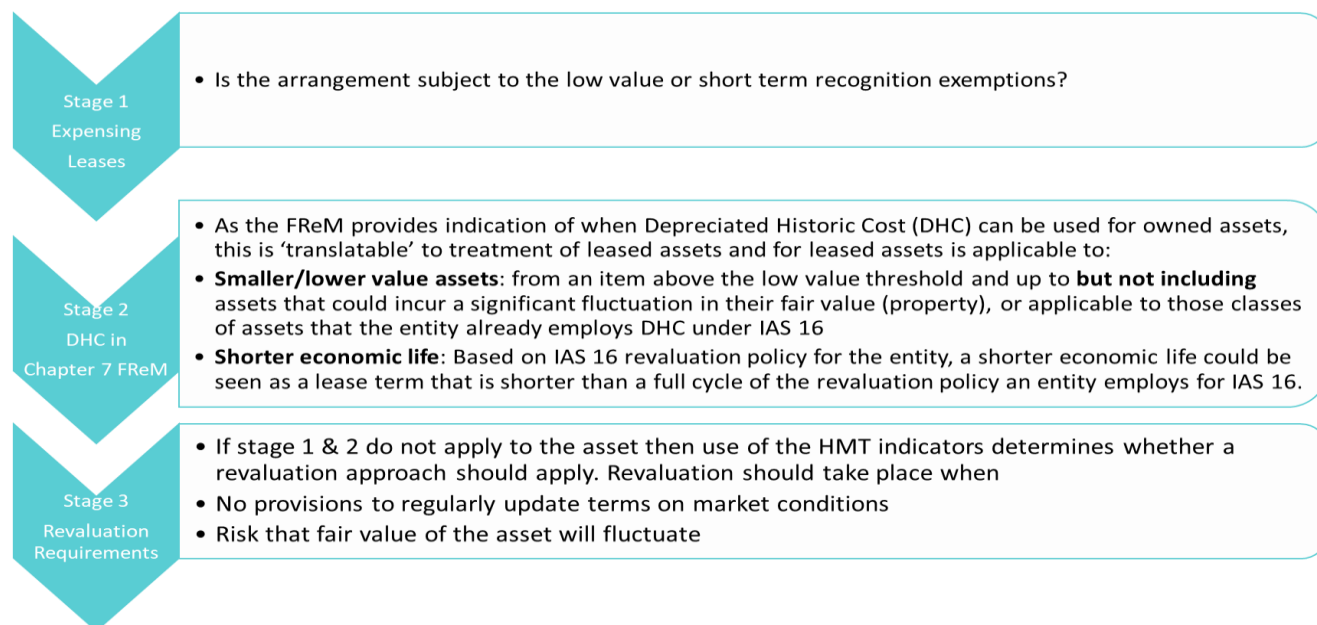 Stage 1
Expensing
Leases
• Is the arrangement subject to the low value or short term recognition exemptions?
Stage 2
DHC in
Chapter 7 FReM
• As the FReM provides indication of when Depreciated Historic Cost (DHC) can be used for owned assets,
this is ‘translatable’ to treatment of leased assets and for leased assets is applicable to:
• Smaller/lower value assets: from an item above the low value threshold and up to but not including
assets that could incur a significant fluctuation in their fair value (property), or applicable to those classes
of assets that the entity already employs DHC under IAS 16
• Shorter economic life: Based on IAS 16 revaluation policy for the entity, a shorter economic life could be
seen as a lease term that is shorter than a full cycle of the revaluation policy an entity employs for IAS 16.
Stage 3
Revaluation
Requirements
• If stage 1 & 2 do not apply to the asset then use of the HMT indicators determines whether a
revaluation approach should apply. Revaluation should take place when
• No provisions to regularly update terms on market conditions
• Risk that fair value of the asset will fluctuate